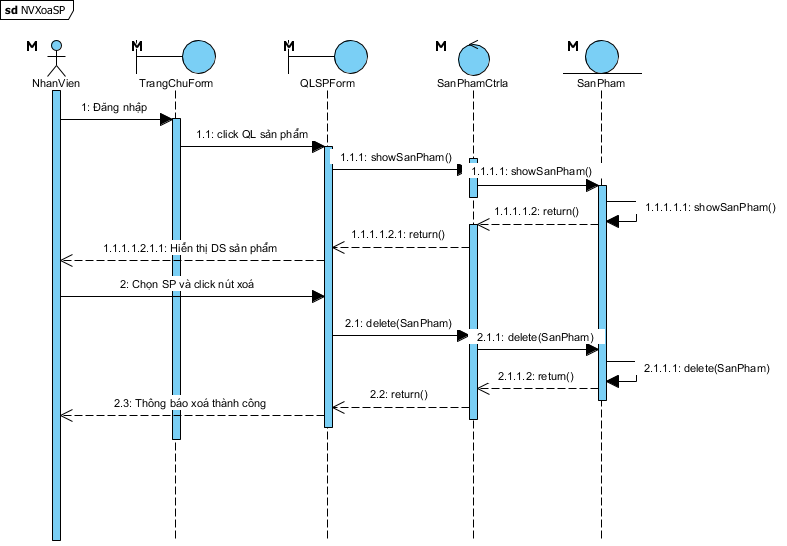 sd NVXoaSP
M M M M M
NhanVien TrangChuForm QLSPForm SanPhamCtrla SanPham
1: Đăng nhập
1.1: click QL sản phẩm
1.1.1: showSanPham()
1.1.1.1: showSanPham()
1.1.1.1.1: showSanPham()
1.1.1.1.2: return()
1.1.1.1.2.1: return()
1.1.1.1.2.1.1: Hiển thị DS sản phẩm
2: Chọn SP và click nút xoá
2.1: delete(SanPham)
2.1.1: delete(SanPham)
2.1.1.1: delete(SanPham)
2.1.1.2: return()
2.2: return()
2.3: Thông báo xoá thành công